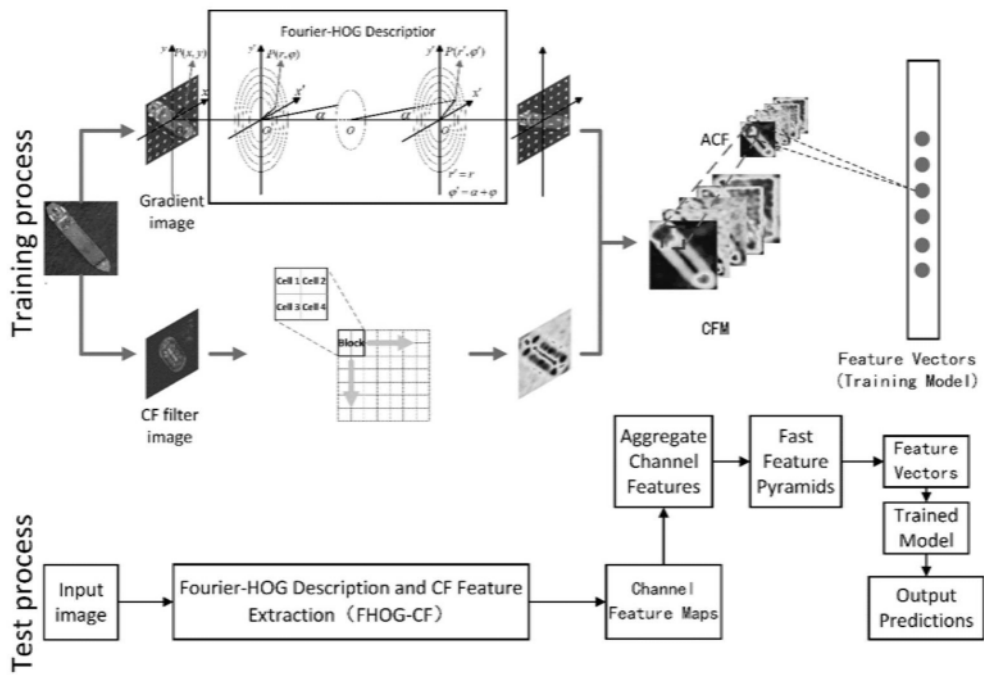 Fourier-HOG Descriptior
y
P(x, y)
x
y'
P(r,φ)
x'
O'
α
o
α
y'
P(r',φ')
x'
O'
r' = r
φ' = α + φ
Gradient
image
Training process
ACF
CFM
Cell 1 Cell 2
Cell 3 Cell 4
Block
CF filter
image
Feature Vectors
(Training Model)
Test process
Input
image
Fourier-HOG Description and CF Feature
Extraction（FHOG-CF）
Channel
Feature Maps
Aggregate
Channel
Features
Fast
Feature
Pyramids
Feature
Vectors
Trained
Model
Output
Predictions